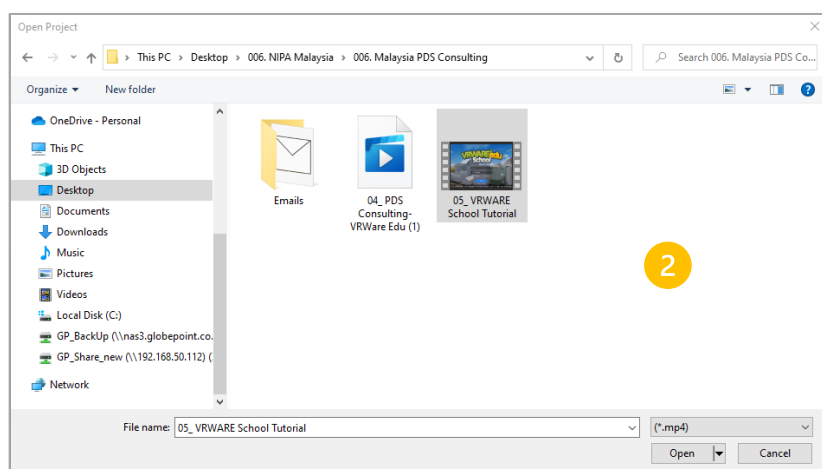 Open Project
This PC > Desktop > 006. NIPA Malaysia > 006. Malaysia PDS Consulting
Search 006. Malaysia PDS Co...
Organize
New folder
OneDrive - Personal
This PC
3D Objects
Desktop
Documents
Downloads
Music
Pictures
Videos
Local Disk (C:)
GP_BackUp (\\nas3.globepoint.co.
GP_Share_new (\\192.168.50.112) (
Network
Emails
04_ PDS
Consulting-
VRWare Edu (1)
VRWARE edu
School
05_ VRWARE
School Tutorial
2
File name: 05_ VRWARE School Tutorial
(*.mp4)
Open
Cancel